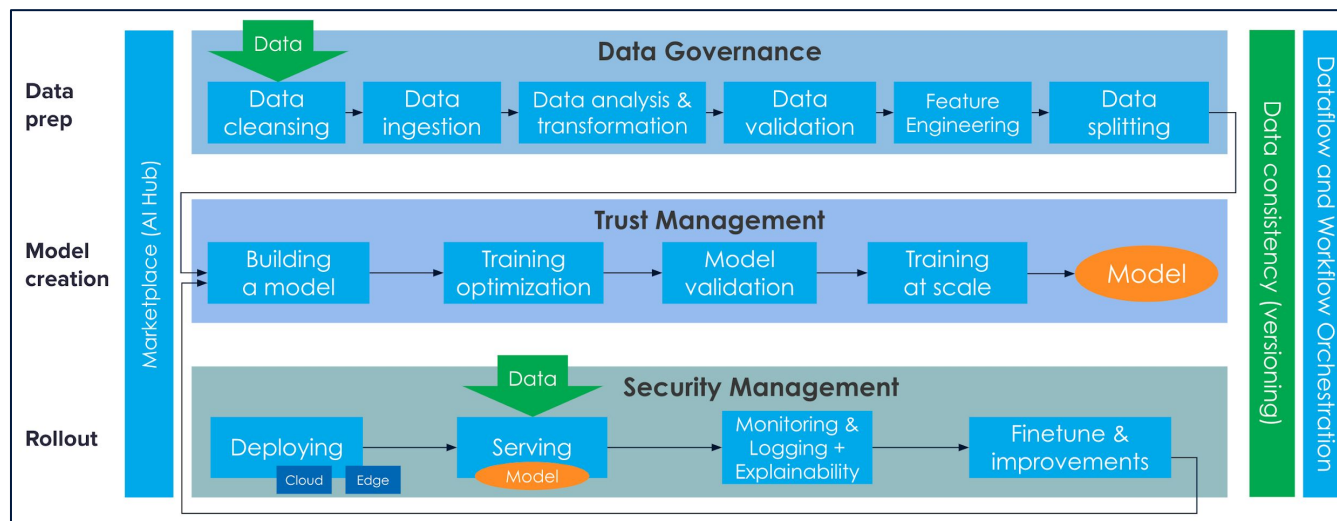 Data
Data Governance
Data
prep
Data
cleansing
Data
ingestion
Data analysis &
transformation
Data
validation
Feature
Engineering
Data
splitting
Marketplace (AI Hub)
Trust Management
Model
creation
Building
a model
Training
optimization
Model
validation
Training
at scale
Model
Data
Security Management
Rollout
Deploying
Cloud
Edge
Serving
Model
Monitoring &
Logging +
Explainability
Finetune &
improvements
Data consistency (versioning)
Dataflow and Workflow Orchestration